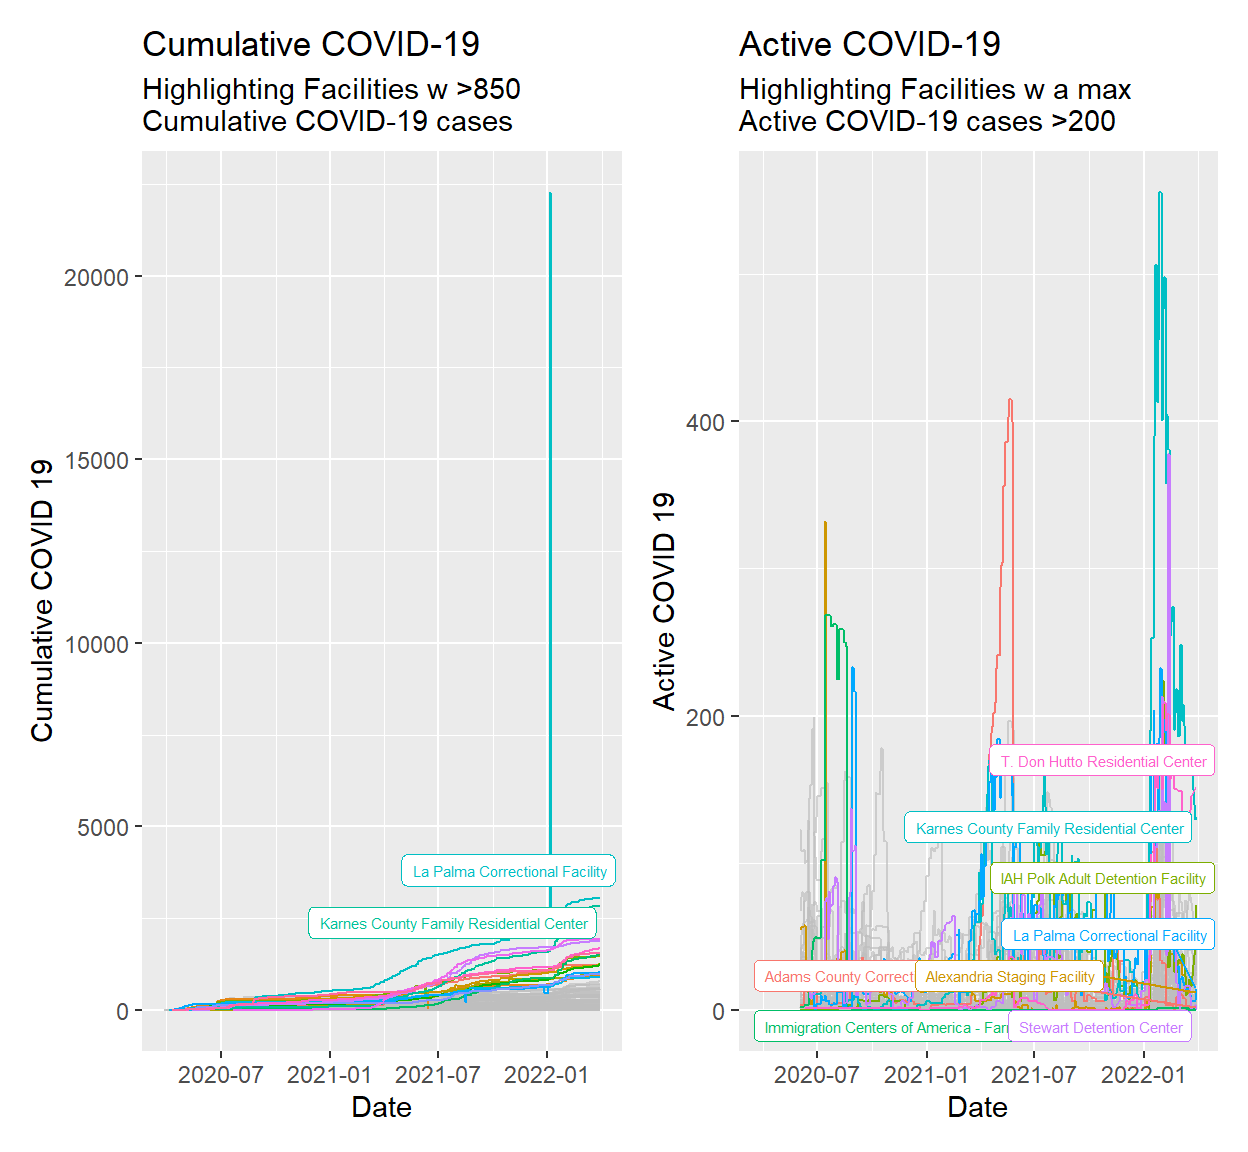 Cumulative COVID-19
Highlighting Facilities w >850
Cumulative COVID-19 cases
Cumulative COVID 19
20000
15000
10000
5000
0
La Palma Correctional Facility
Karnes County Family Residential Center
2020-07
2021-01
2021-07
2022-01
Date
Active COVID-19
Highlighting Facilities w a max
Active COVID-19 cases >200
Active COVID 19
400
200
0
T. Don Hutto Residential Center
Karnes County Family Residential Center
IAH Polk Adult Detention Facility
La Palma Correctional Facility
Adams County Correct
Alexandria Staging Facility
Immigration Centers of America - Far
Stewart Detention Center
2020-07
2021-01
2021-07
2022-01
Date